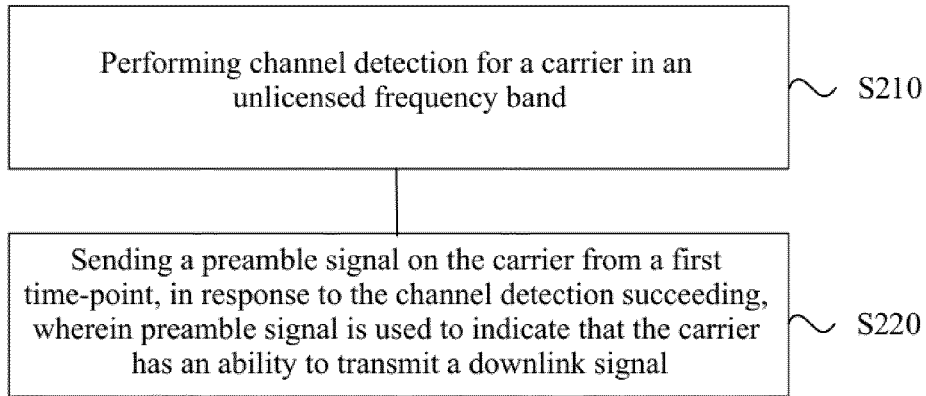 Performing channel detection for a carrier in an
unlicensed frequency band
S210
Sending a preamble signal on the carrier from a first
time-point, in response to the channel detection succeeding,
wherein preamble signal is used to indicate that the carrier
has an ability to transmit a downlink signal
S220